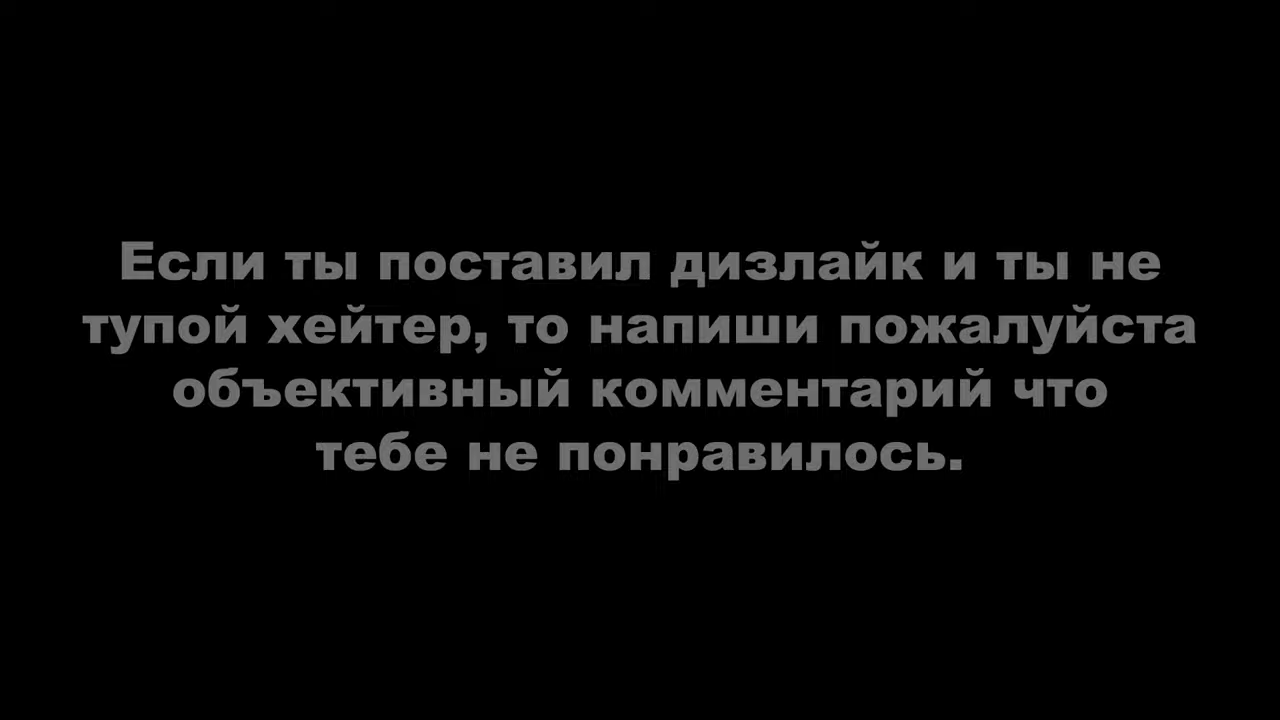 Если ты поставил дизлайк и ты не
тупой хейтер, то напиши пожалуйста
объективный комментарий что
тебе не понравилось.